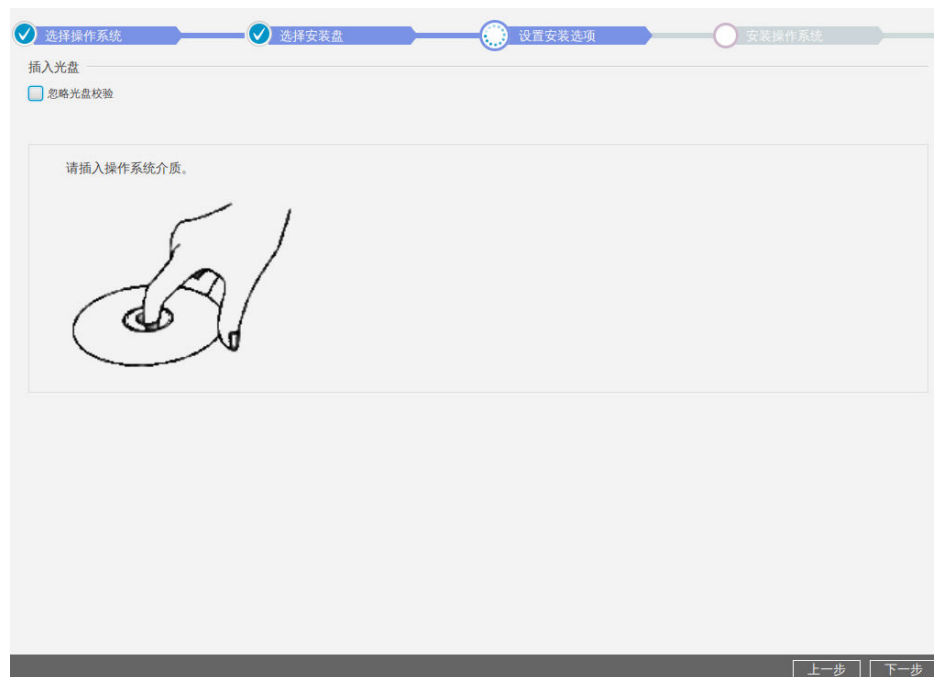 选择操作系统 选择安装盘 设置安装选项 安装操作系统
插入光盘
忽略光盘校验
请插入操作系统介质。
上一步 下一步